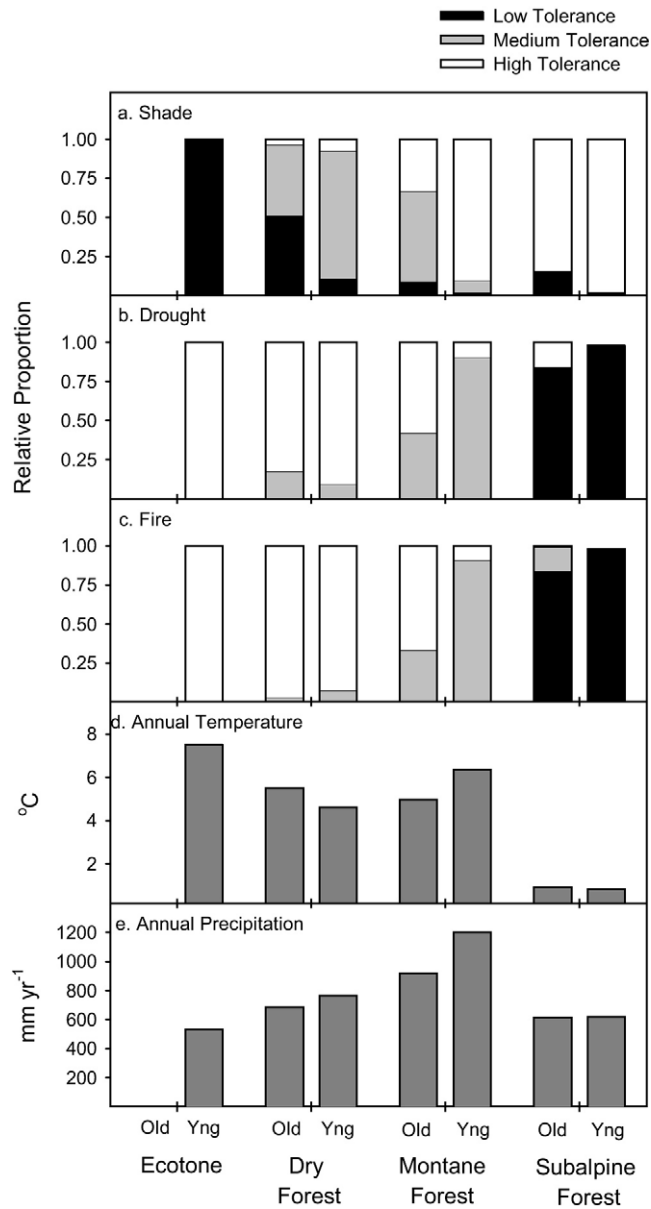 Low Tolerance
Medium Tolerance
High Tolerance
a. Shade
1.00
0.75
0.50
0.25
b. Drought
1.00
0.75
0.50
0.25
c. Fire
1.00
0.75
0.50
0.25
Relative Proportion
d. Annual Temperature
8
6
4
2
°C
e. Annual Precipitation
1200
1000
800
600
400
200
mm yr⁻¹
Old Yng Old Yng Old Yng Old Yng
Ecotone Dry Montane Subalpine
Forest Forest Forest